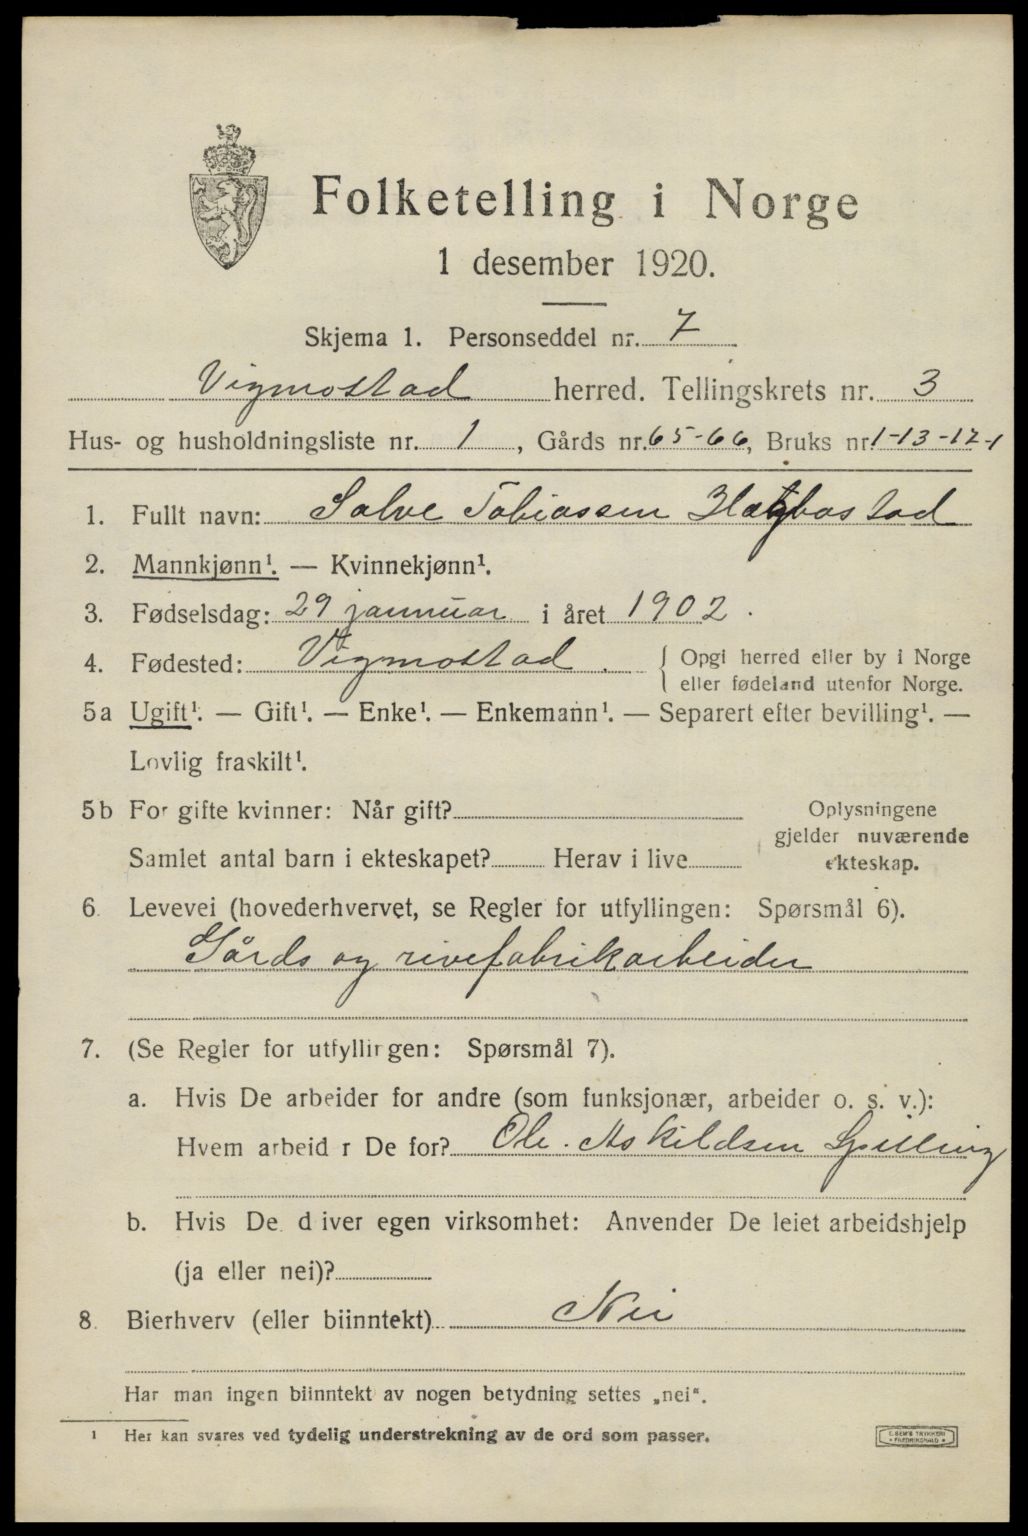 Folketelling i Norge
1 desember 1920.
Skjema 1. Personseddel nr. 7
Vigmostad herred. Tellingskrets nr. 3
Hus- og husholdningsliste nr. 1, Gårds nr. 65-66, Bruks nr. 1-13-12-1
1. Fullt navn: Salve Tobiassen
2. Mannkjønn¹. — Kvinnekjønn¹.
3. Fødselsdag: 29 januar i året 1902.
4. Fødested: Vigmostad. { Opgi herred eller by i Norge
eller fødeland utenfor Norge.
5a Ugift¹. — Gift¹. — Enke¹. — Enkemann¹. — Separert efter bevilling¹. —
Lovlig fraskilt¹.
5b For gifte kvinner: Når gift?
Samlet antal barn i ekteskapet? Herav i live
Oplysningene
gjelder nuværende
ekteskap.
6. Levevei (hovederhvervet, se Regler for utfyllingen: Spørsmål 6).
Gårds og rivefabrikarbeider
7. (Se Regler for utfyllingen: Spørsmål 7).
a. Hvis De arbeider for andre (som funksjonær, arbeider o. s. v.):
Hvem arbeid r De for? Ole Askildsen Spilling
b. Hvis De d iver egen virksomhet: Anvender De leiet arbeidshjelp
(ja eller nei)?
8. Bierhverv (eller biinntekt) Nei
Har man ingen biinntekt av nogen betydning settes „nei“.
¹ Her kan svares ved tydelig understrekning av de ord som passer.
E. SEM'S TRYKKERI
• FREDRIKSHALD •